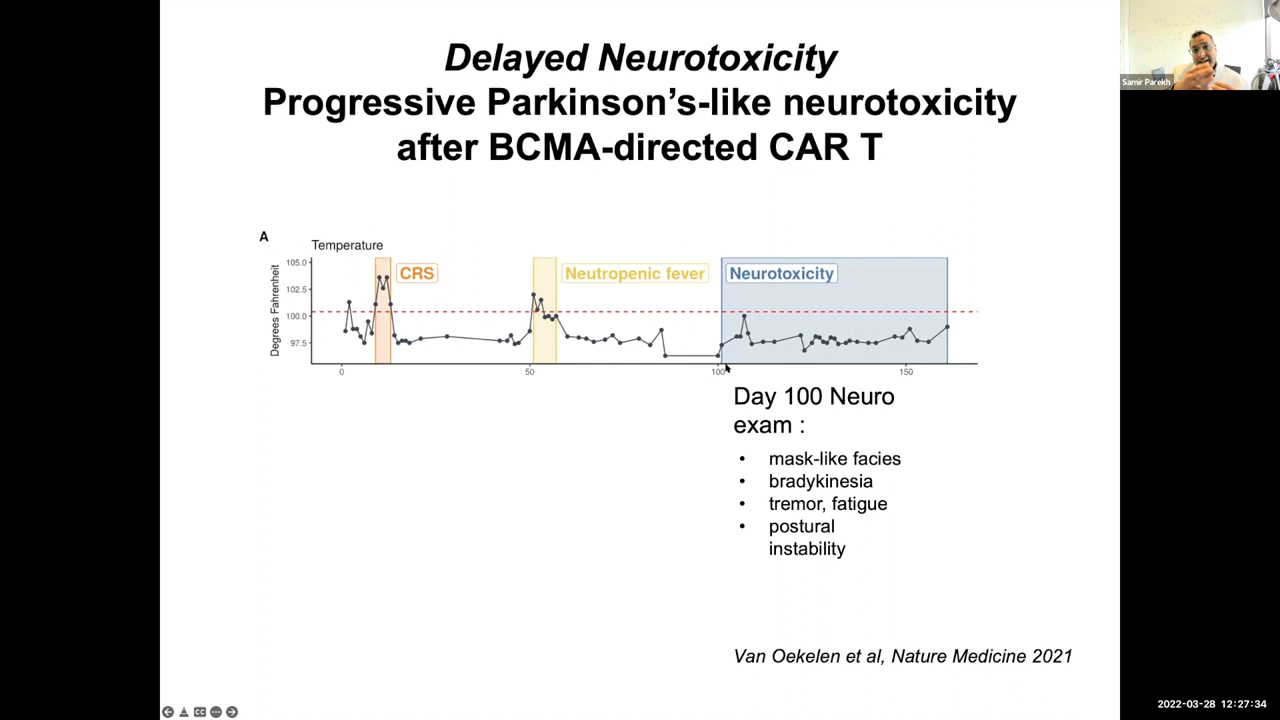 Delayed Neurotoxicity
Progressive Parkinson's-like neurotoxicity
after BCMA-directed CAR T
Samir Parekh
A
Temperature
Degrees Fahrenheit
105.0
102.5
100.0
97.5
CRS
Neutropenic fever
Neurotoxicity
0
50
100
150
Day 100 Neuro
exam :
• mask-like facies
• bradykinesia
• tremor, fatigue
• postural
instability
Van Oekelen et al, Nature Medicine 2021
CC
2022-03-28 12:27:34